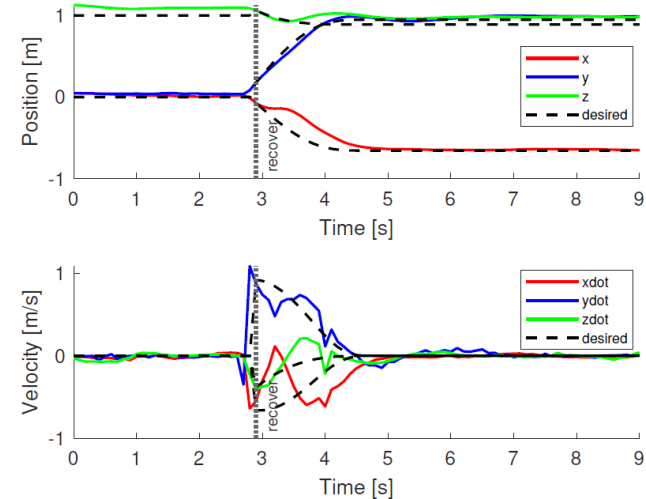 Position [m]
1
0
-1
recover
x
y
z
desired
0 1 2 3 4 5 6 7 8 9
Time [s]
Velocity [m/s]
1
0
-1
recover
xdot
ydot
zdot
desired
0 1 2 3 4 5 6 7 8 9
Time [s]